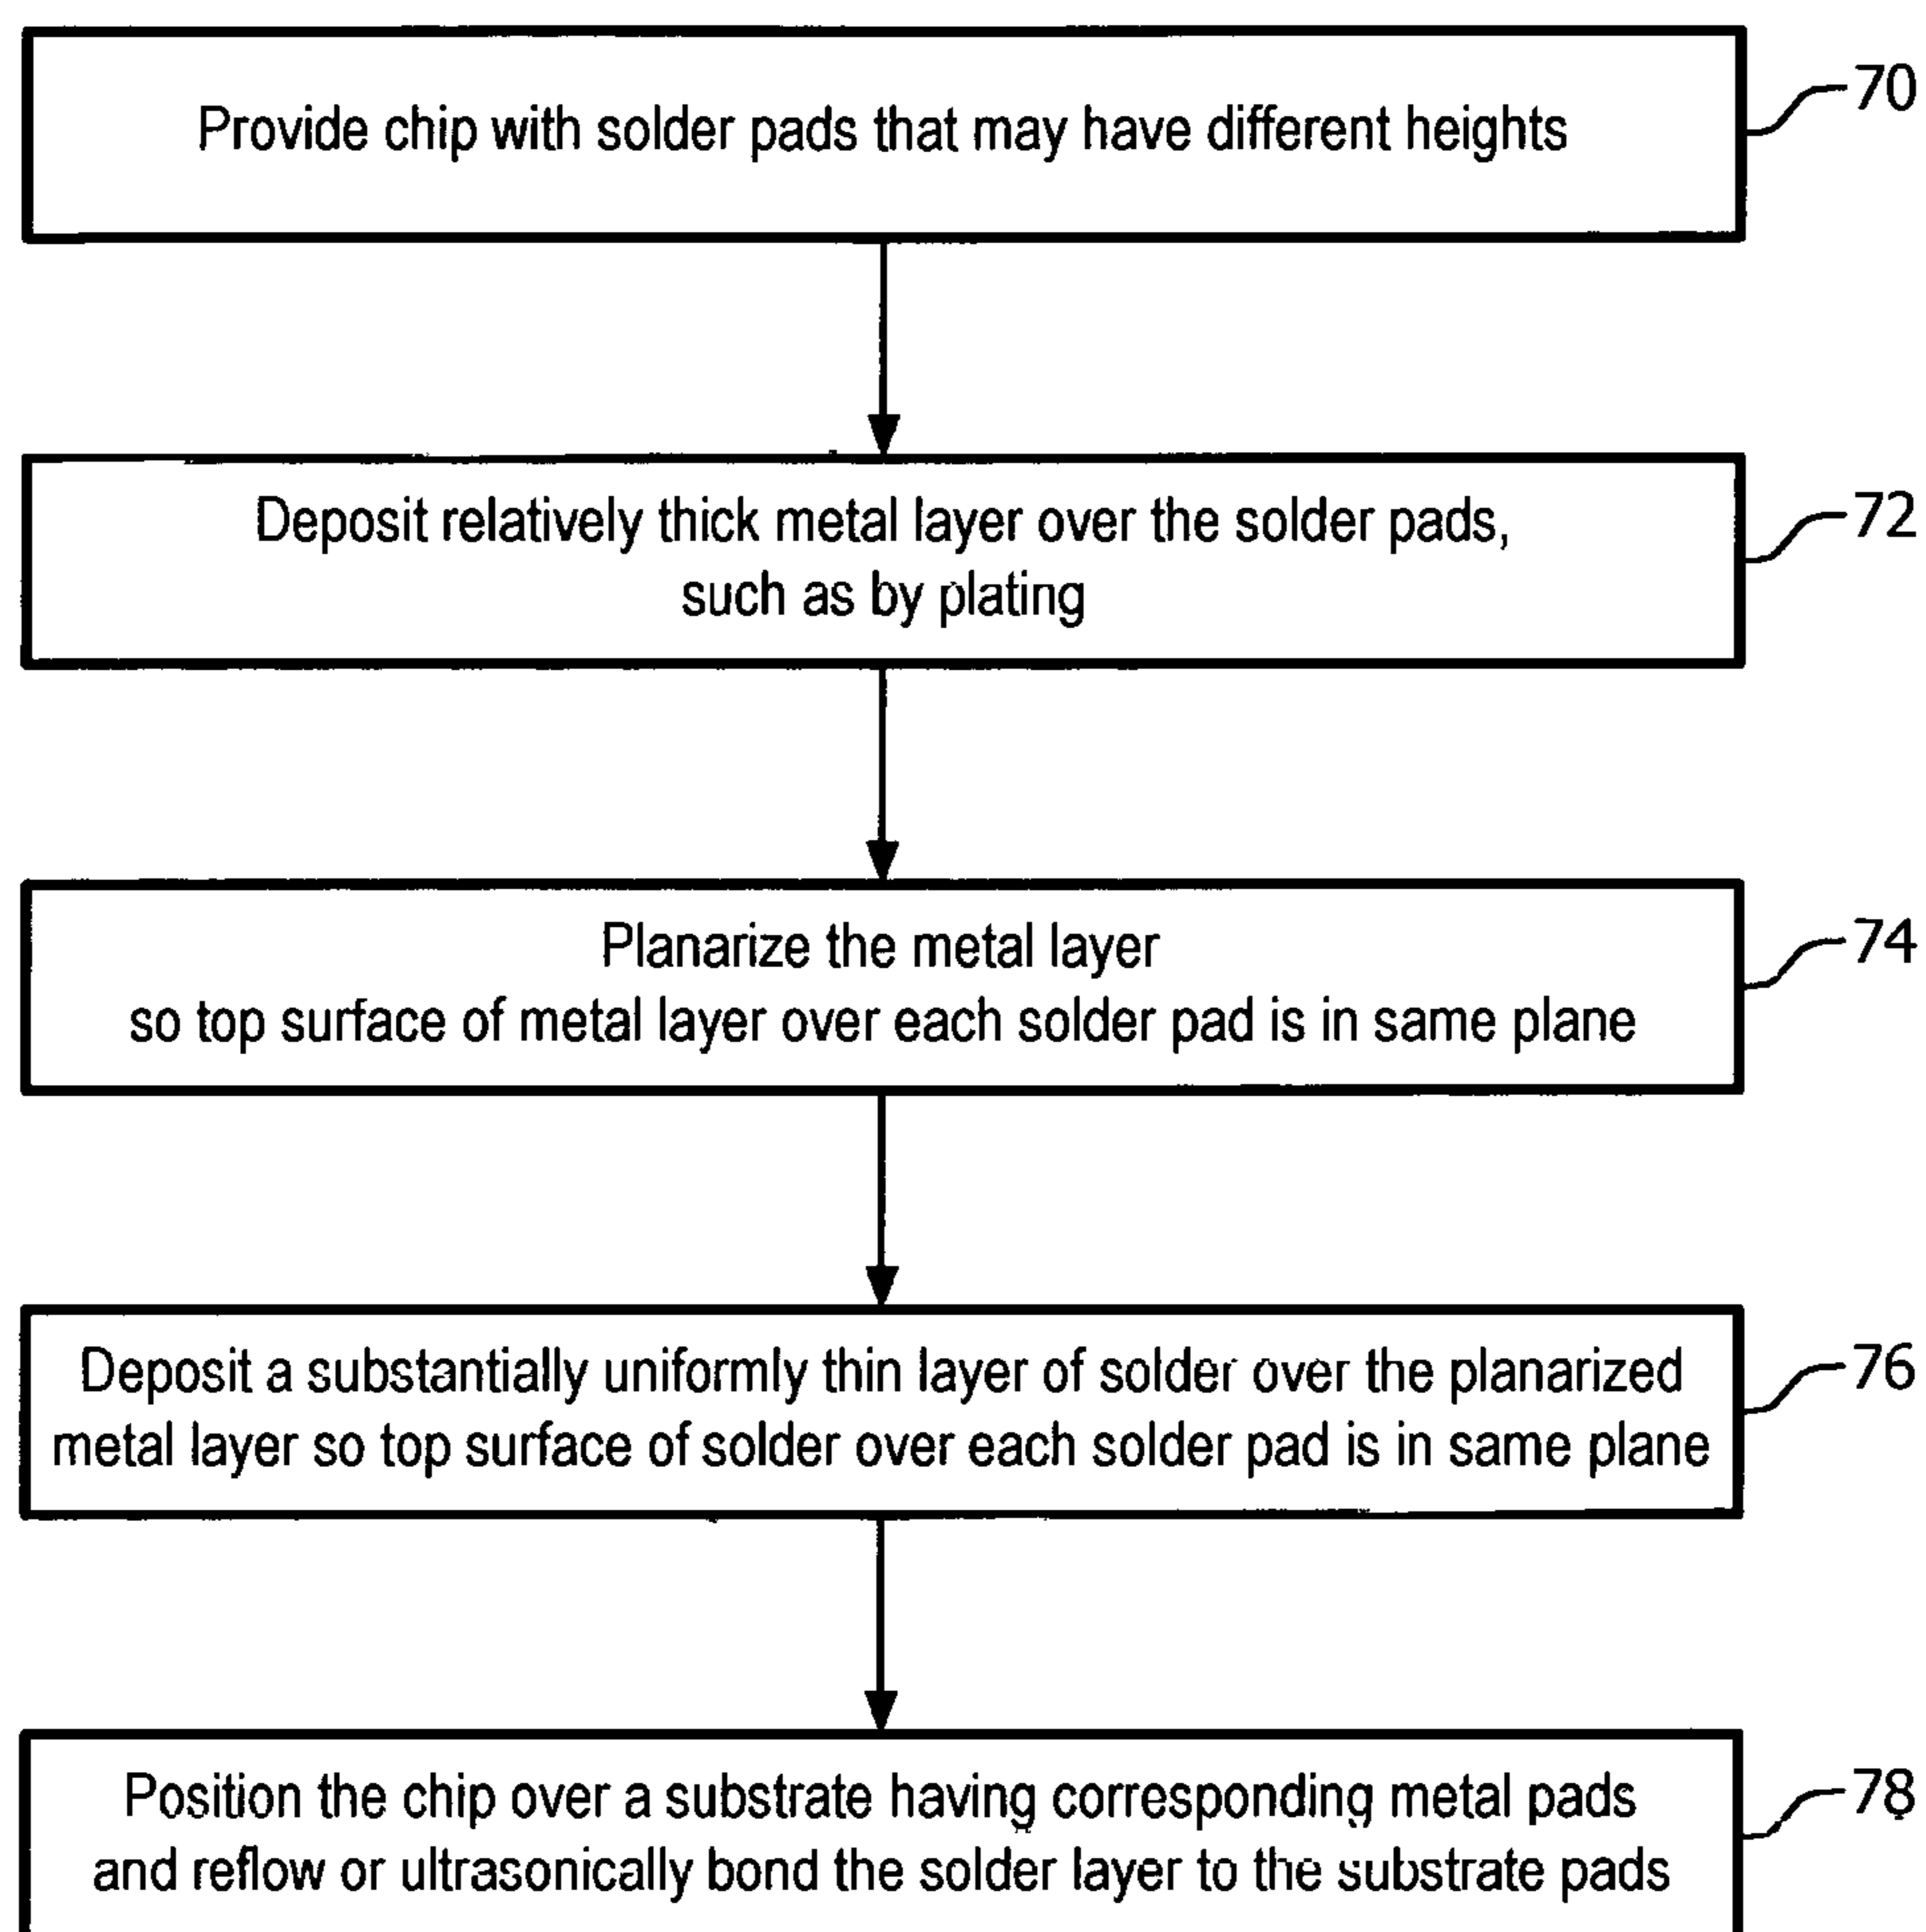 Provide chip with solder pads that may have different heights
70
Deposit relatively thick metal layer over the solder pads,
such as by plating
72
Planarize the metal layer
so top surface of metal layer over each solder pad is in same plane
74
Deposit a substantially uniformly thin layer of solder over the planarized
metal layer so top surface of solder over each solder pad is in same plane
76
Position the chip over a substrate having corresponding metal pads
and reflow or ultrasonically bond the solder layer to the substrate pads
78